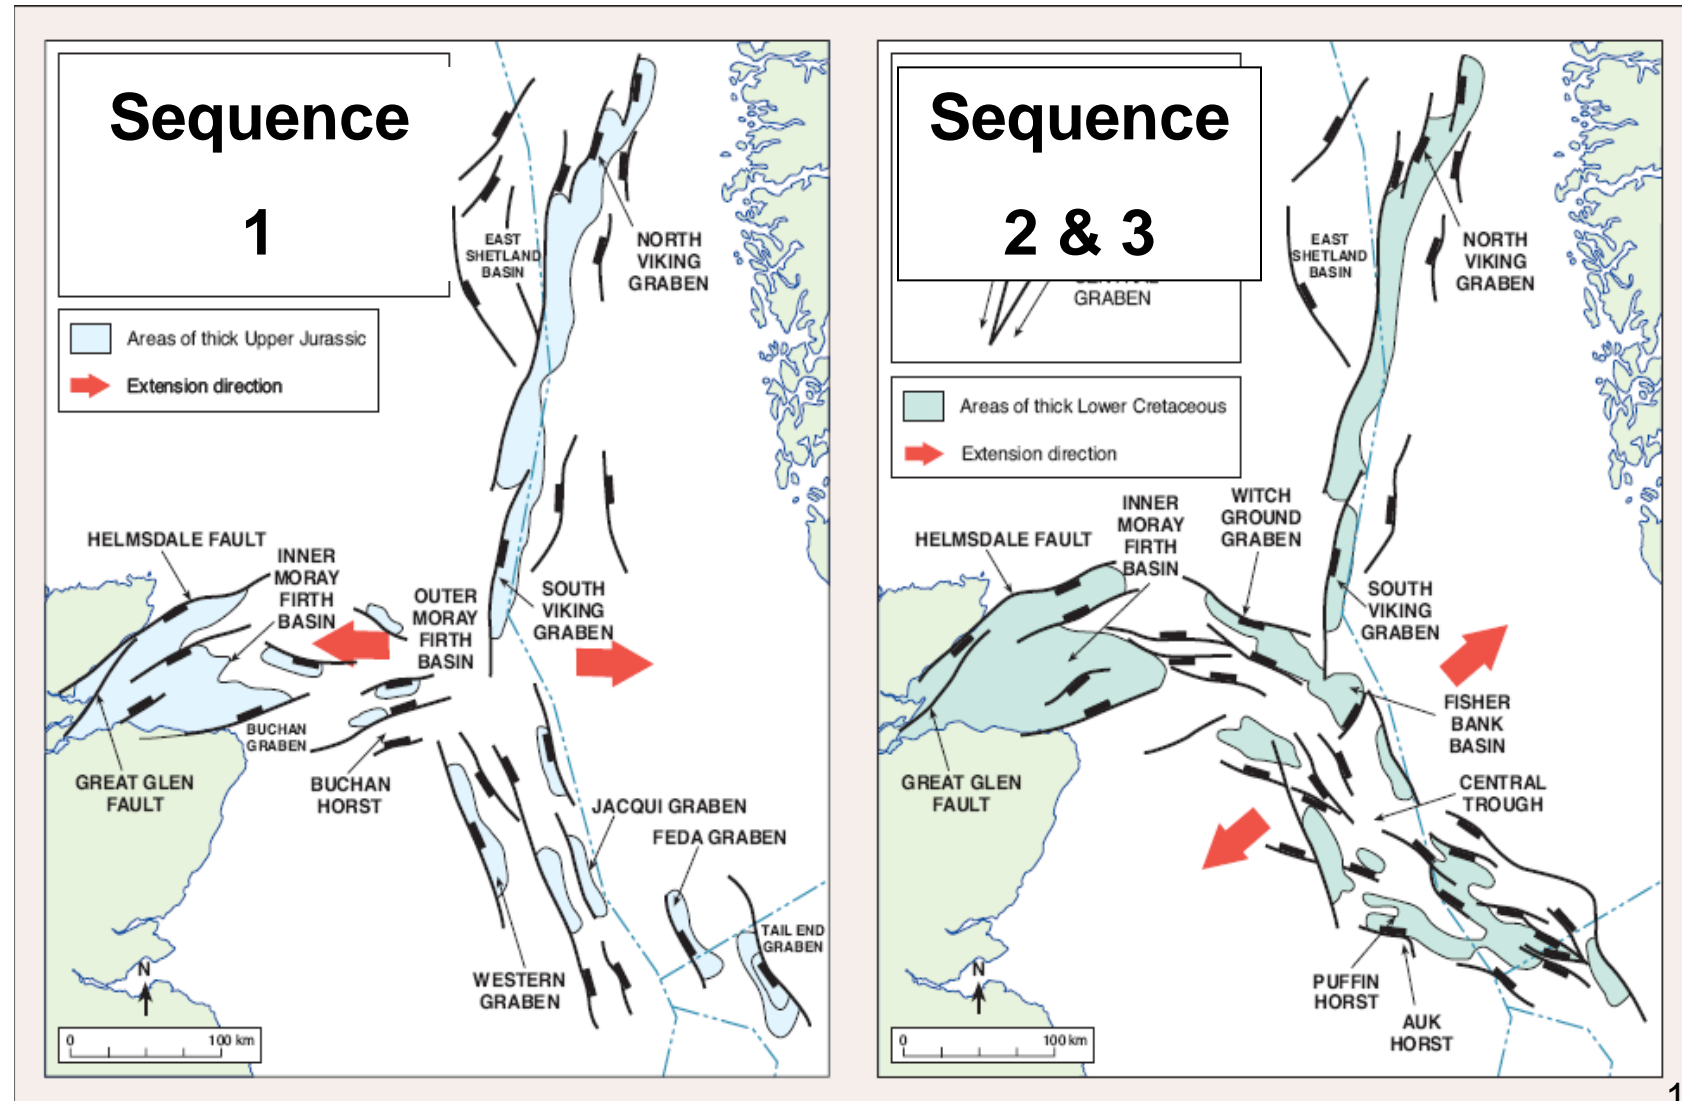 Sequence
1
Areas of thick Upper Jurassic
Extension direction
EAST
SHETLAND
BASIN
NORTH
VIKING
GRABEN
HELMSDALE FAULT
INNER
MORAY
FIRTH
BASIN
OUTER
MORAY
FIRTH
BASIN
SOUTH
VIKING
GRABEN
BUCHAN
GRABEN
GREAT GLEN
FAULT
BUCHAN
HORST
JACQUI GRABEN
FEDA GRABEN
TAIL END
GRABEN
WESTERN
GRABEN
N
0 100 km
Sequence
2 & 3
GRABEN
Areas of thick Lower Cretaceous
Extension direction
EAST
SHETLAND
BASIN
NORTH
VIKING
GRABEN
HELMSDALE FAULT
INNER
MORAY
FIRTH
BASIN
WITCH
GROUND
GRABEN
SOUTH
VIKING
GRABEN
FISHER
BANK
BASIN
GREAT GLEN
FAULT
CENTRAL
TROUGH
PUFFIN
HORST
AUK
HORST
N
0 100 km
1